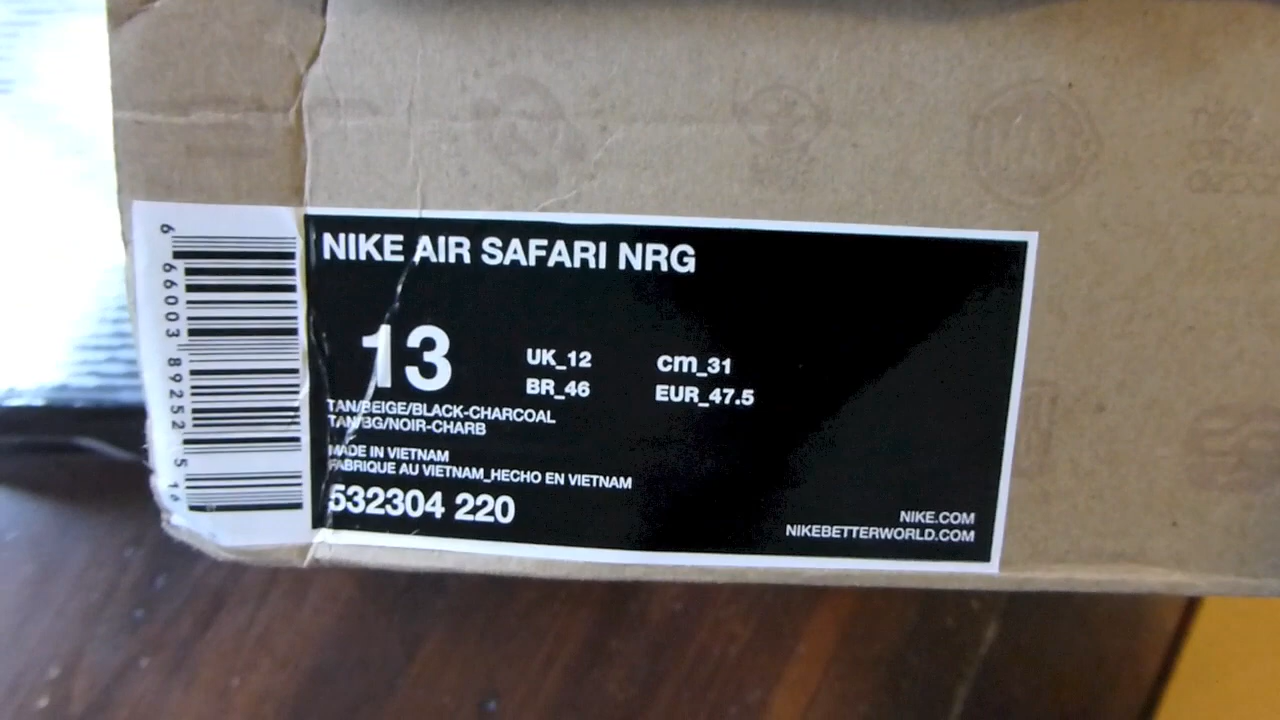 6 66003 89252 5
NIKE AIR SAFARI NRG
13
UK_12 cm_31
BR_46 EUR_47.5
TAN/BEIGE/BLACK-CHARCOAL
TAN/BG/NOIR-CHARB
MADE IN VIETNAM
FABRIQUE AU VIETNAM_HECHO EN VIETNAM
532304 220
NIKE.COM
NIKEBETTERWORLD.COM